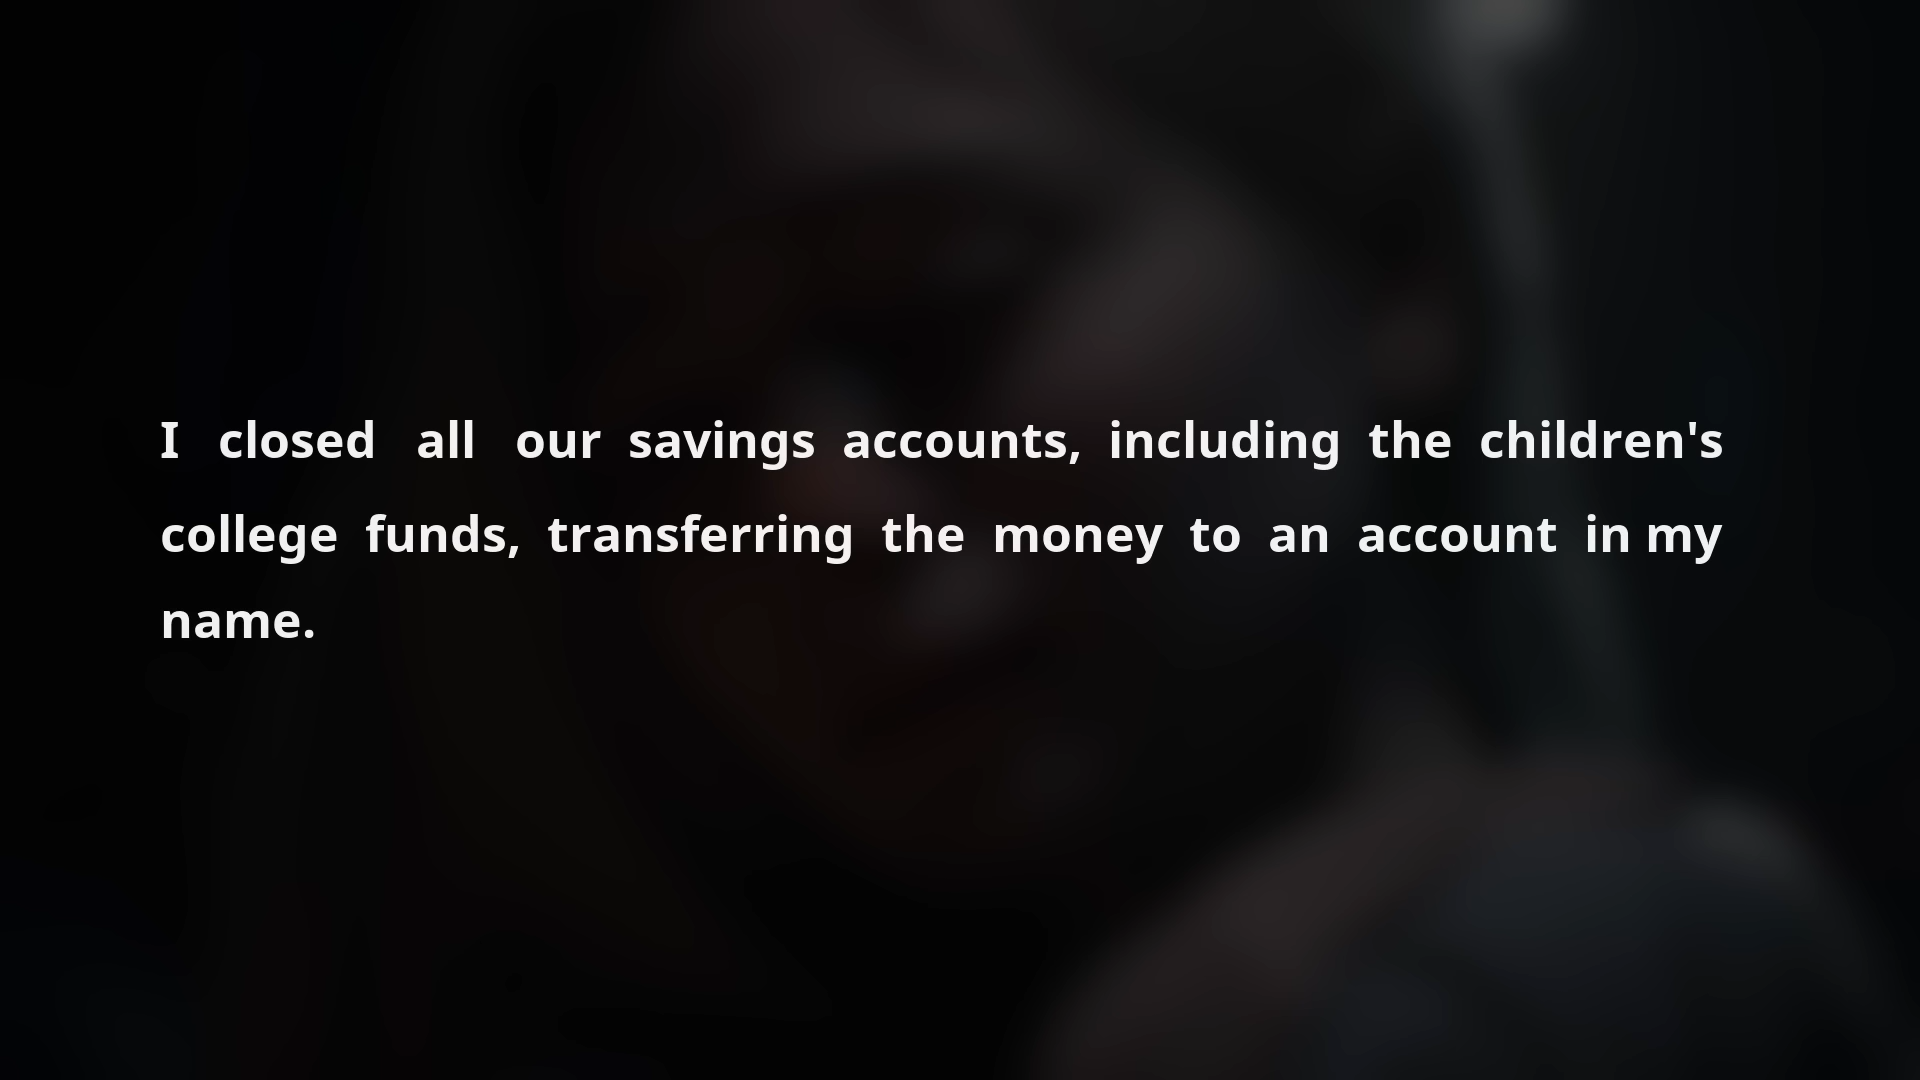 I closed all our savings accounts, including the children's
college funds, transferring the money to an account in my
name.